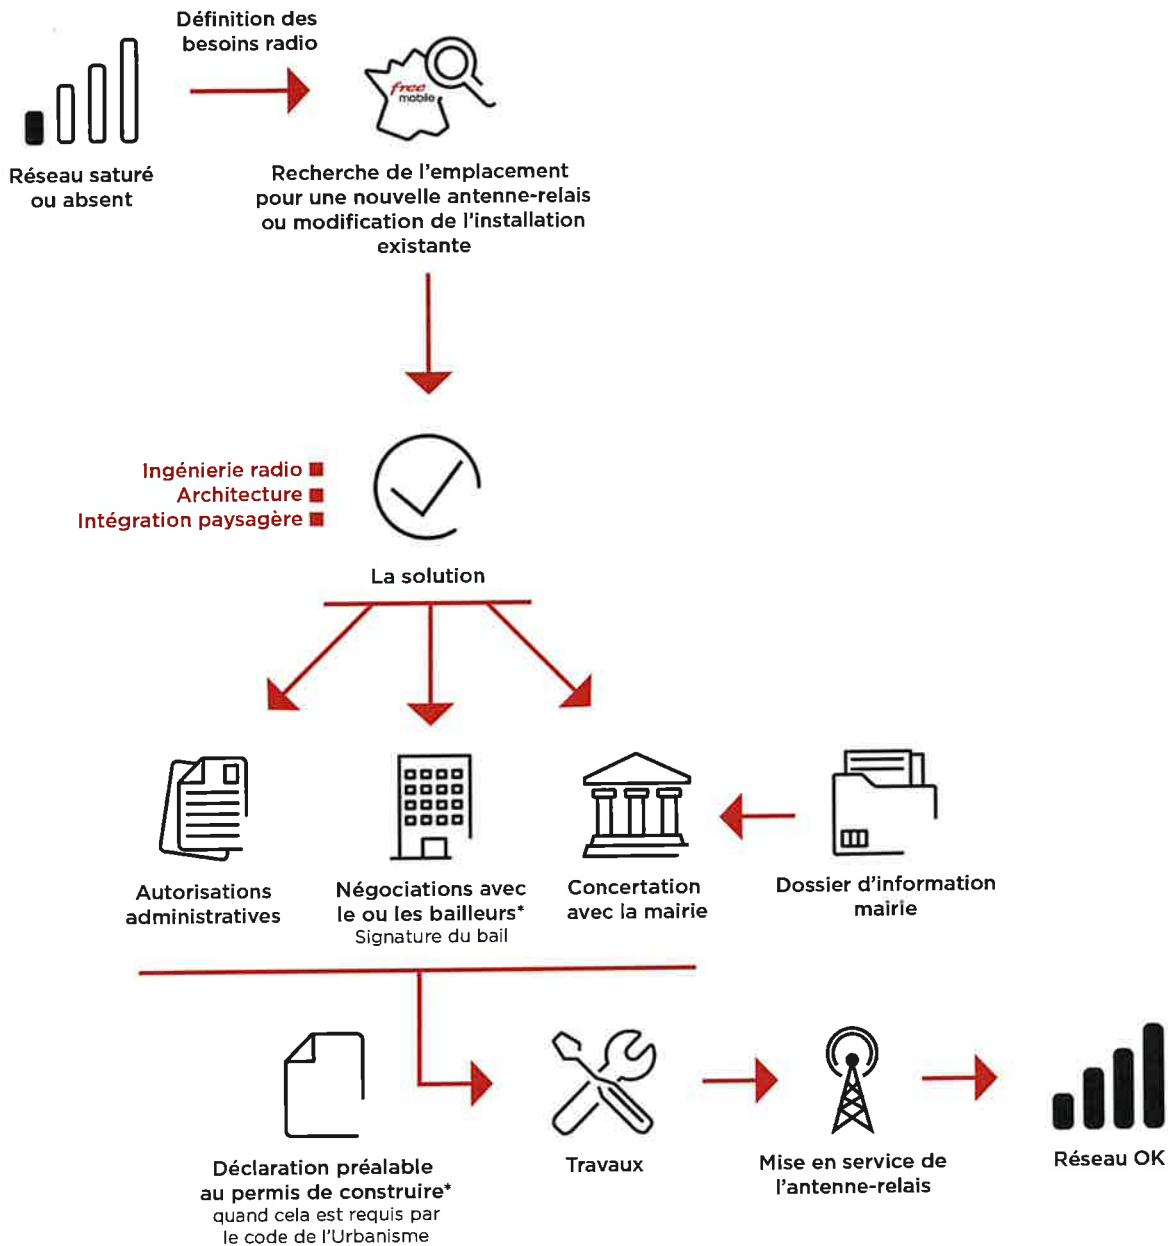 Définition des
besoins radio
free
mobile
Réseau saturé
ou absent
Recherche de l'emplacement
pour une nouvelle antenne-relais
ou modification de l'installation
existante
Ingénierie radio
Architecture
Intégration paysagère
La solution
Autorisations
administratives
Négociations avec
le ou les bailleurs*
Signature du bail
Concertation
avec la mairie
Dossier d'information
mairie
Déclaration préalable
au permis de construire*
quand cela est requis par
le code de l'Urbanisme
Travaux
Mise en service de
l'antenne-relais
Réseau OK